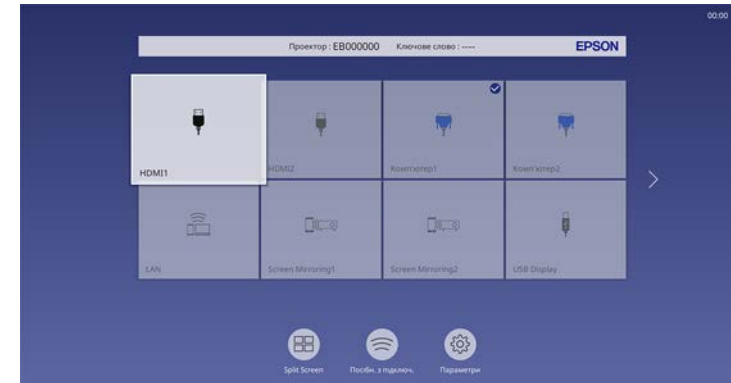 00:00
Проектор : EB000000 Ключове слово : ---- EPSON
HDMI1 HDMI2 Комп'ютер1 Комп'ютер2
LAN Screen Mirroring1 Screen Mirroring2 USB Display
Split Screen Посібн. з підключ. Параметри